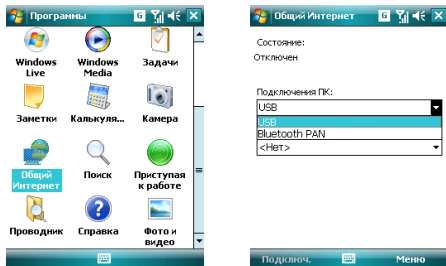 Программы
G
Windows Live
Windows Media
Задачи
Заметки
Калькуля...
Камера
Общий Интернет
Поиск
Приступая к работе
Проводник
Справка
Фото и видео
Общий Интернет
G
Состояние:
Отключен
Подключения ПК:
USB
USB
Bluetooth PAN
<Нет>
Подключ.
Меню